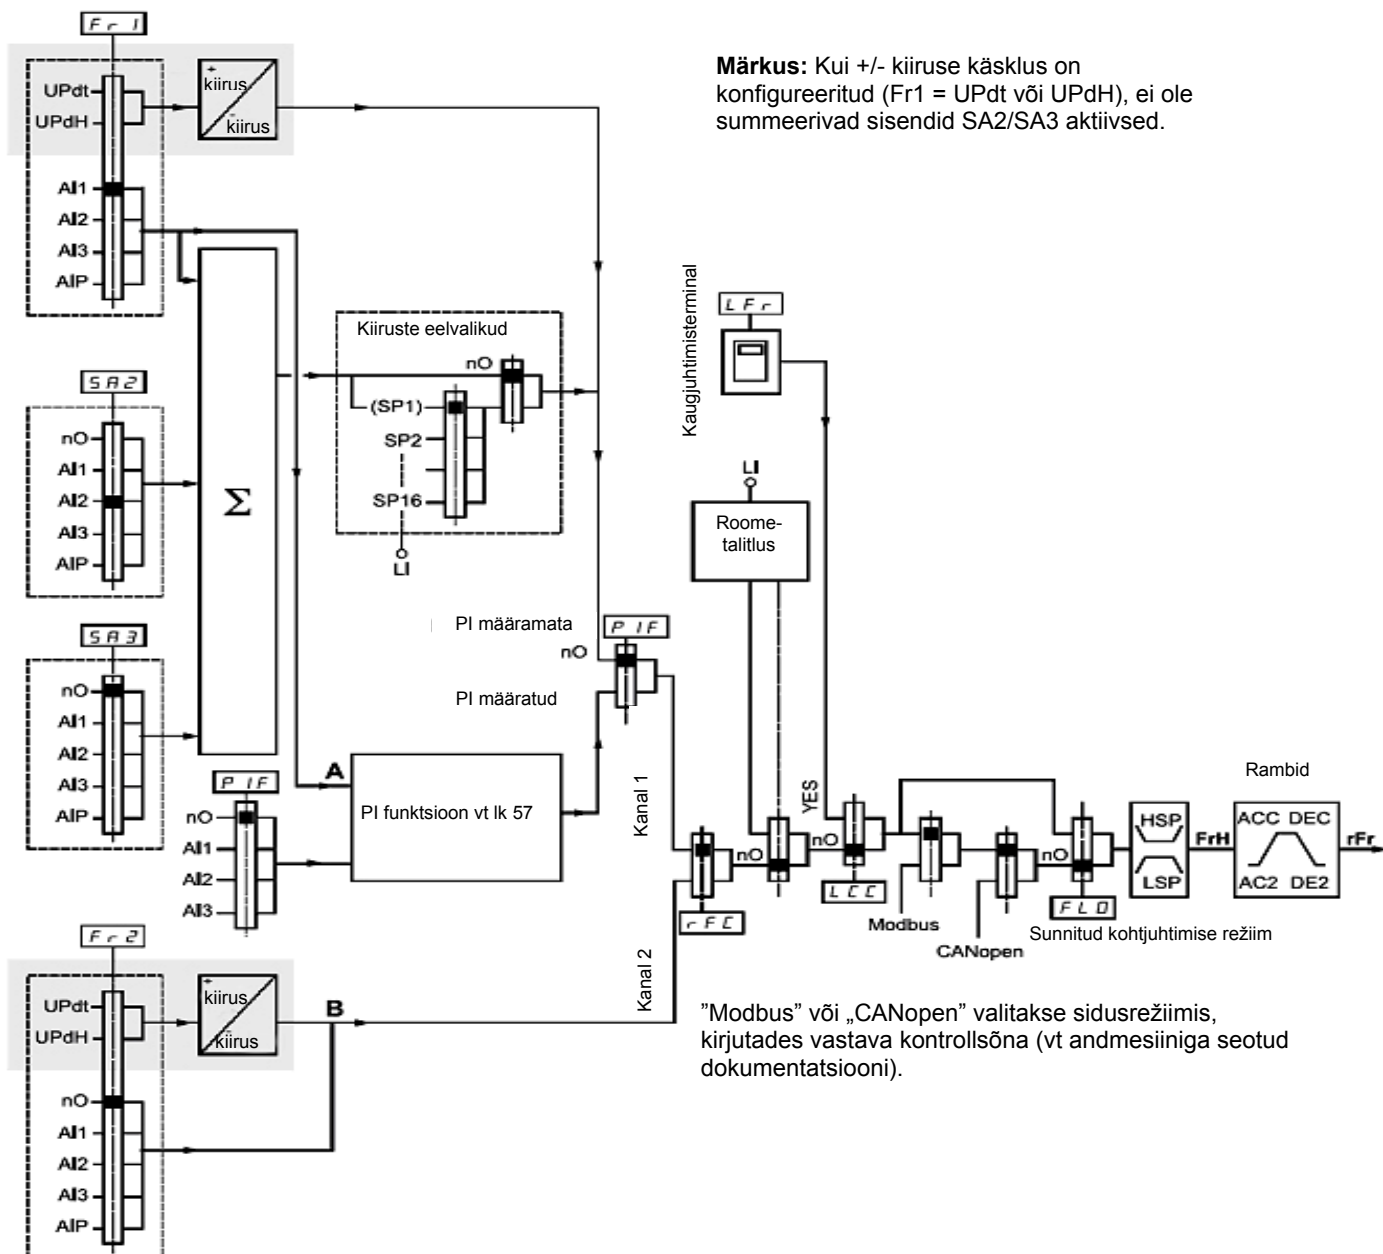 Fr1
UPdt
UPdH
AI1
AI2
AI3
AIP
+
kiirus
-
kiirus
Märkus: Kui +/- kiiruse käsklus on
konfigureeritud (Fr1 = UPdt või UPdH), ei ole
summeerivad sisendid SA2/SA3 aktiivsed.
SA2
nO
AI1
AI2
AI3
AIP
Σ
Kiiruste eelvalikud
nO
(SP1)
SP2
SP16
LI
Kaugjuhtimisterminal
LFr
LI
Roome-
talitlus
SA3
nO
AI1
AI2
AI3
AIP
PI määramata
nO
PIF
PI määratud
PIF
nO
AI1
AI2
AI3
A
PI funktsioon vt lk 57
Kanal 1
Kanal 2
rFC
nO
YES
nO
LCC
Modbus
CANopen
nO
FLO
Sunnitud kohtjuhtimise režiim
HSP
LSP
FrH
Rambid
ACC DEC
AC2 DE2
rFr
Fr2
UPdt
UPdH
nO
AI1
AI2
AI3
AIP
+
kiirus
kiirus
B
”Modbus” või „CANopen” valitakse sidusrežiimis,
kirjutades vastava kontrollsõna (vt andmesiiniga seotud
dokumentatsiooni).